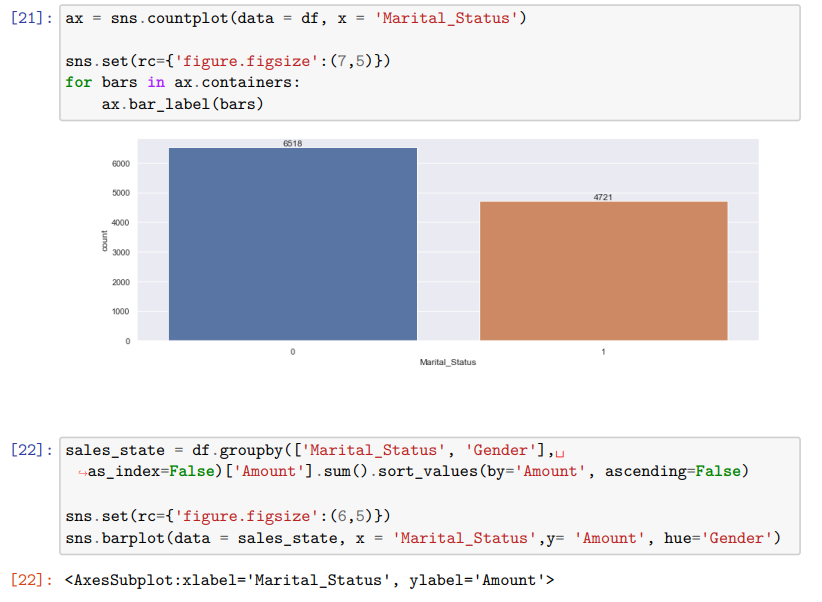 [21]: ax = sns.countplot(data = df, x = 'Marital_Status')
sns.set(rc={'figure.figsize':(7,5)})
for bars in ax.containers:
    ax.bar_label(bars)
6518
4721
6000
5000
4000
3000
2000
1000
0
count
0 1
Marital_Status
[22]: sales_state = df.groupby(['Marital_Status', 'Gender'],␣
↪as_index=False)['Amount'].sum().sort_values(by='Amount', ascending=False)
sns.set(rc={'figure.figsize':(6,5)})
sns.barplot(data = sales_state, x = 'Marital_Status',y= 'Amount', hue='Gender')
[22]: <AxesSubplot:xlabel='Marital_Status', ylabel='Amount'>